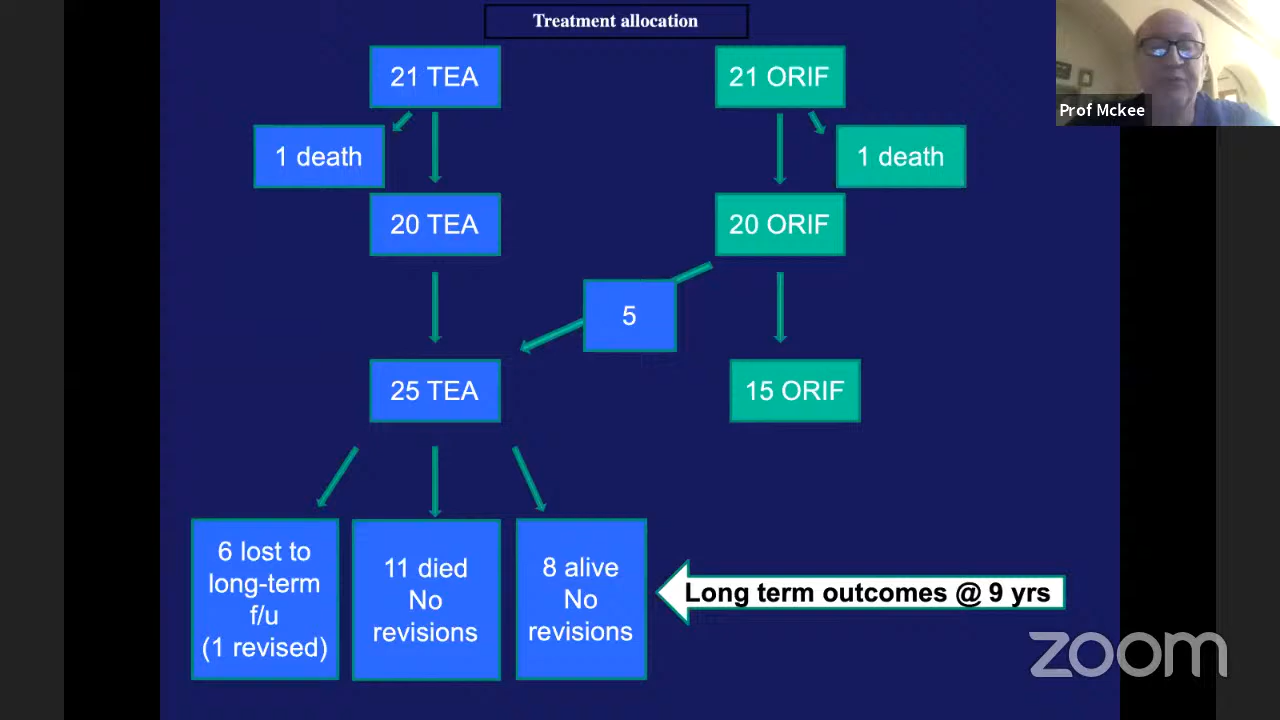 Treatment allocation
21 TEA
21 ORIF
Prof Mckee
1 death
1 death
20 TEA
20 ORIF
5
25 TEA
15 ORIF
6 lost to
long-term
f/u
(1 revised)
11 died
No
revisions
8 alive
No
revisions
Long term outcomes @ 9 yrs
zoom